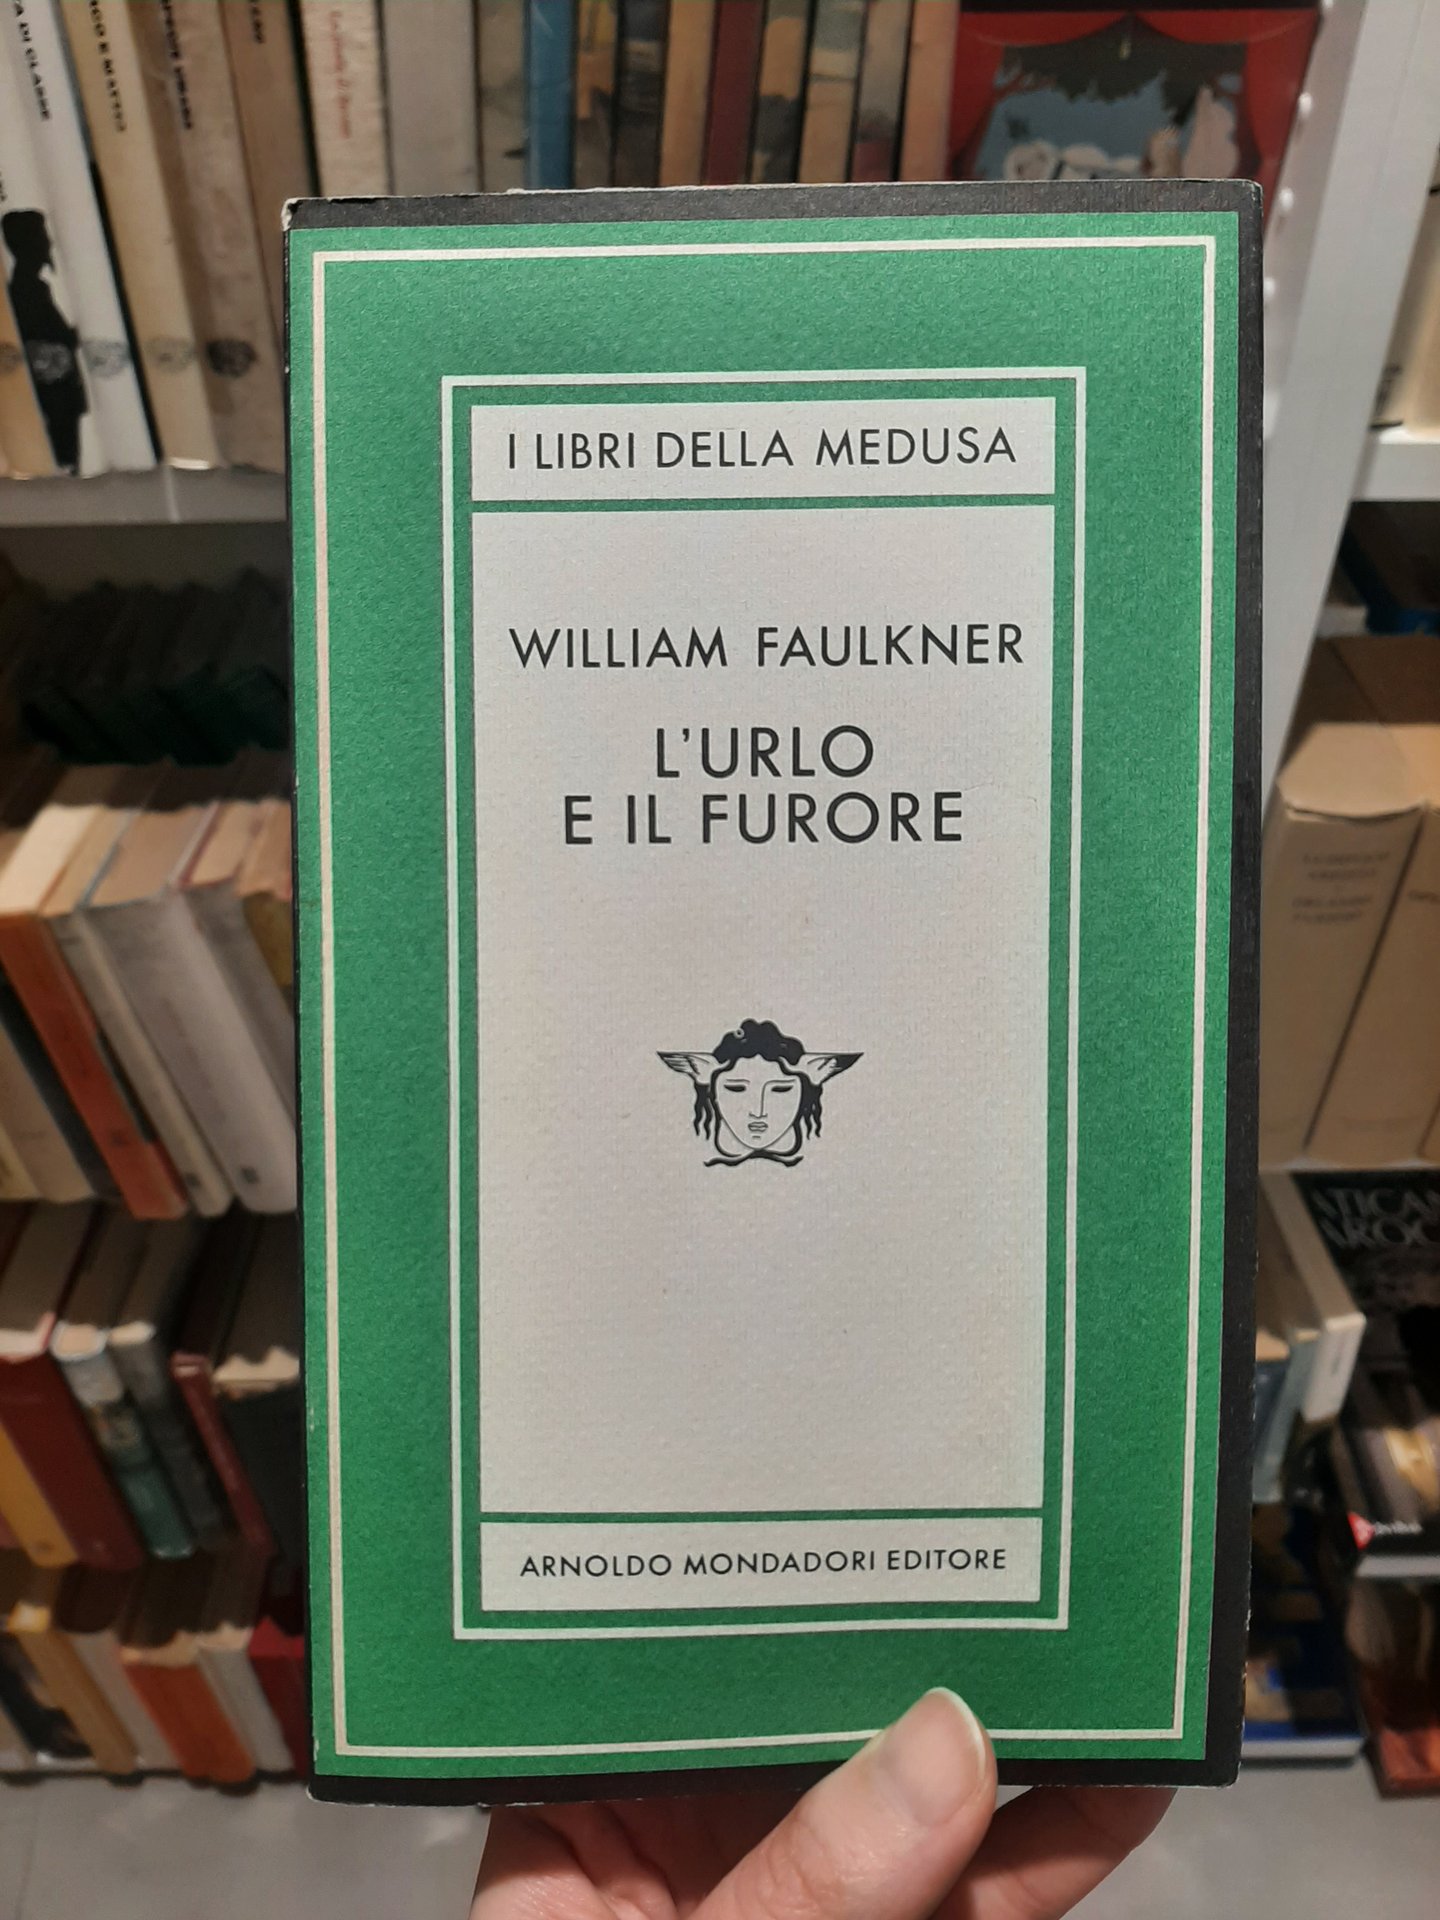 I LIBRI DELLA MEDUSA
WILLIAM FAULKNER
L'URLO
E IL FURORE
ARNOLDO MONDADORI EDITORE